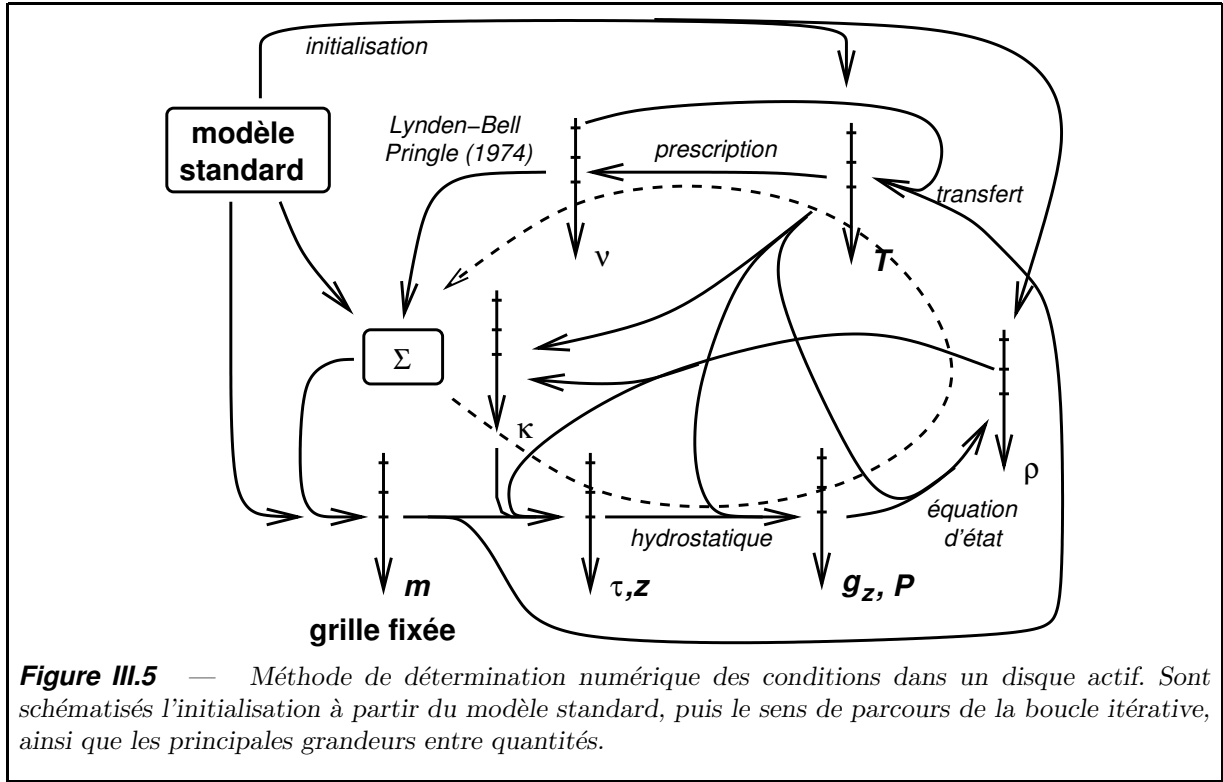 initialisation
modèle
standard
Lynden–Bell
Pringle (1974)
prescription
transfert
ν
T
Σ
κ
ρ
équation
d'état
hydrostatique
m
τ,z
g_z, P
grille fixée
Figure III.5 — Méthode de détermination numérique des conditions dans un disque actif. Sont
schématisés l'initialisation à partir du modèle standard, puis le sens de parcours de la boucle itérative,
ainsi que les principales grandeurs entre quantités.